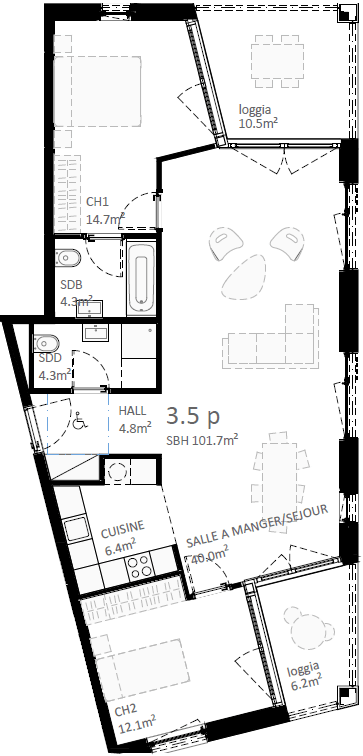 loggia
10.5m²
CH1
14.7m²
SDB
4.3m²
SDD
4.3m²
HALL
4.8m²
3.5 p
SBH 101.7m²
CUISINE
6.4m²
SALLE A MANGER/SEJOUR
40.0m²
loggia
6.2m²
CH2
12.1m²